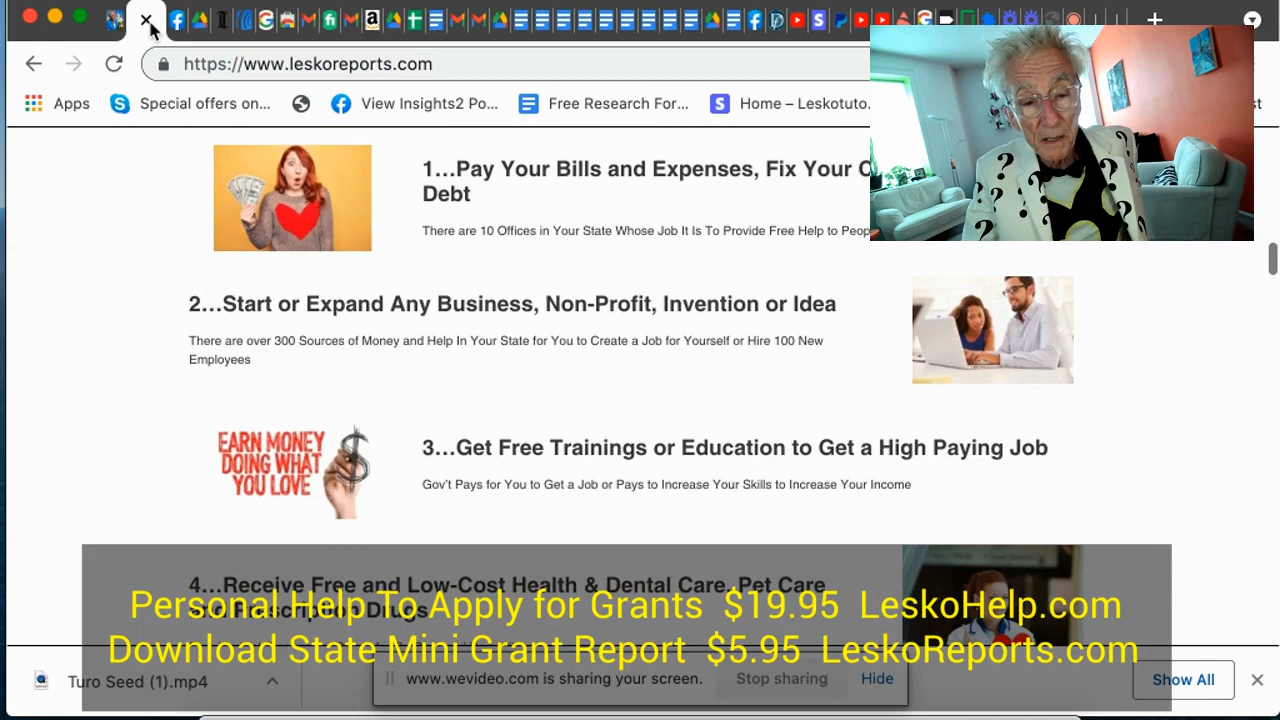 https://www.leskoreports.com
Apps
Special offers on...
View Insights2 Po...
Free Research For...
Home – Leskotuto.
st
1...Pay Your Bills and Expenses, Fix Your
Debt
There are 10 Offices in Your State Whose Job It Is To Provide Free Help to
2...Start or Expand Any Business, Non-Profit, Invention or Idea
There are over 300 Sources of Money and Help In Your State for You to Create a Job for Yourself or Hire 100 New
Employees
EARN MONEY
DOING WHAT
YOU LOVE
$
3...Get Free Trainings or Education to Get a High Paying Job
Gov't Pays for You to Get a Job or Pays to Increase Your Skills to Increase Your Income
4...Receive Free and Low-Cost Health & Dental Care, Pet Care
Prescription Drugs
Personal Help To Apply for Grants $19.95 LeskoHelp.com
Download State Mini Grant Report $5.95 LeskoReports.com
Turo Seed (1).mp4
www.wevideo.com is sharing your screen.
Stop sharing
Hide
Show All